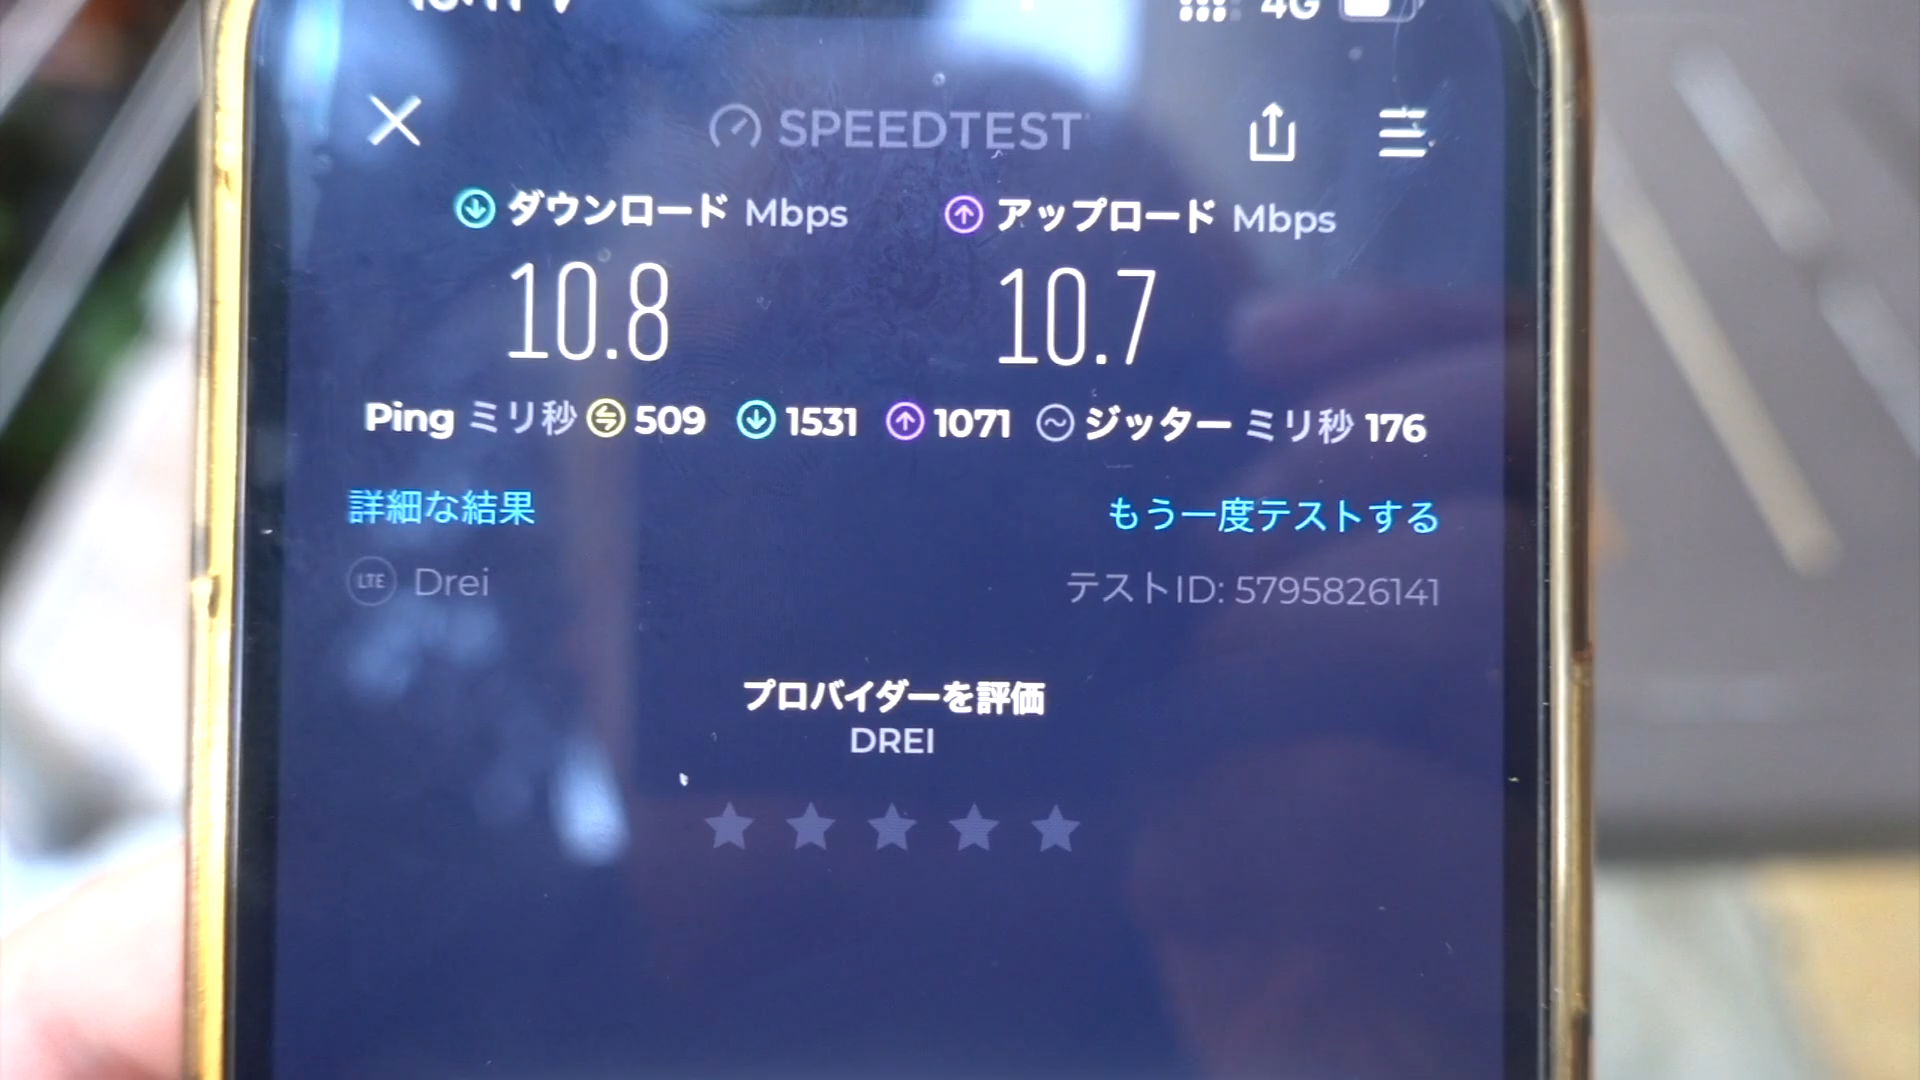 4G
SPEEDTEST
ダウンロード Mbps
アップロード Mbps
10.8
10.7
Ping ミリ秒 509 1531 1071 ジッター ミリ秒 176
詳細な結果
もう一度テストする
LTE Drei
テストID: 5795826141
プロバイダーを評価
DREI